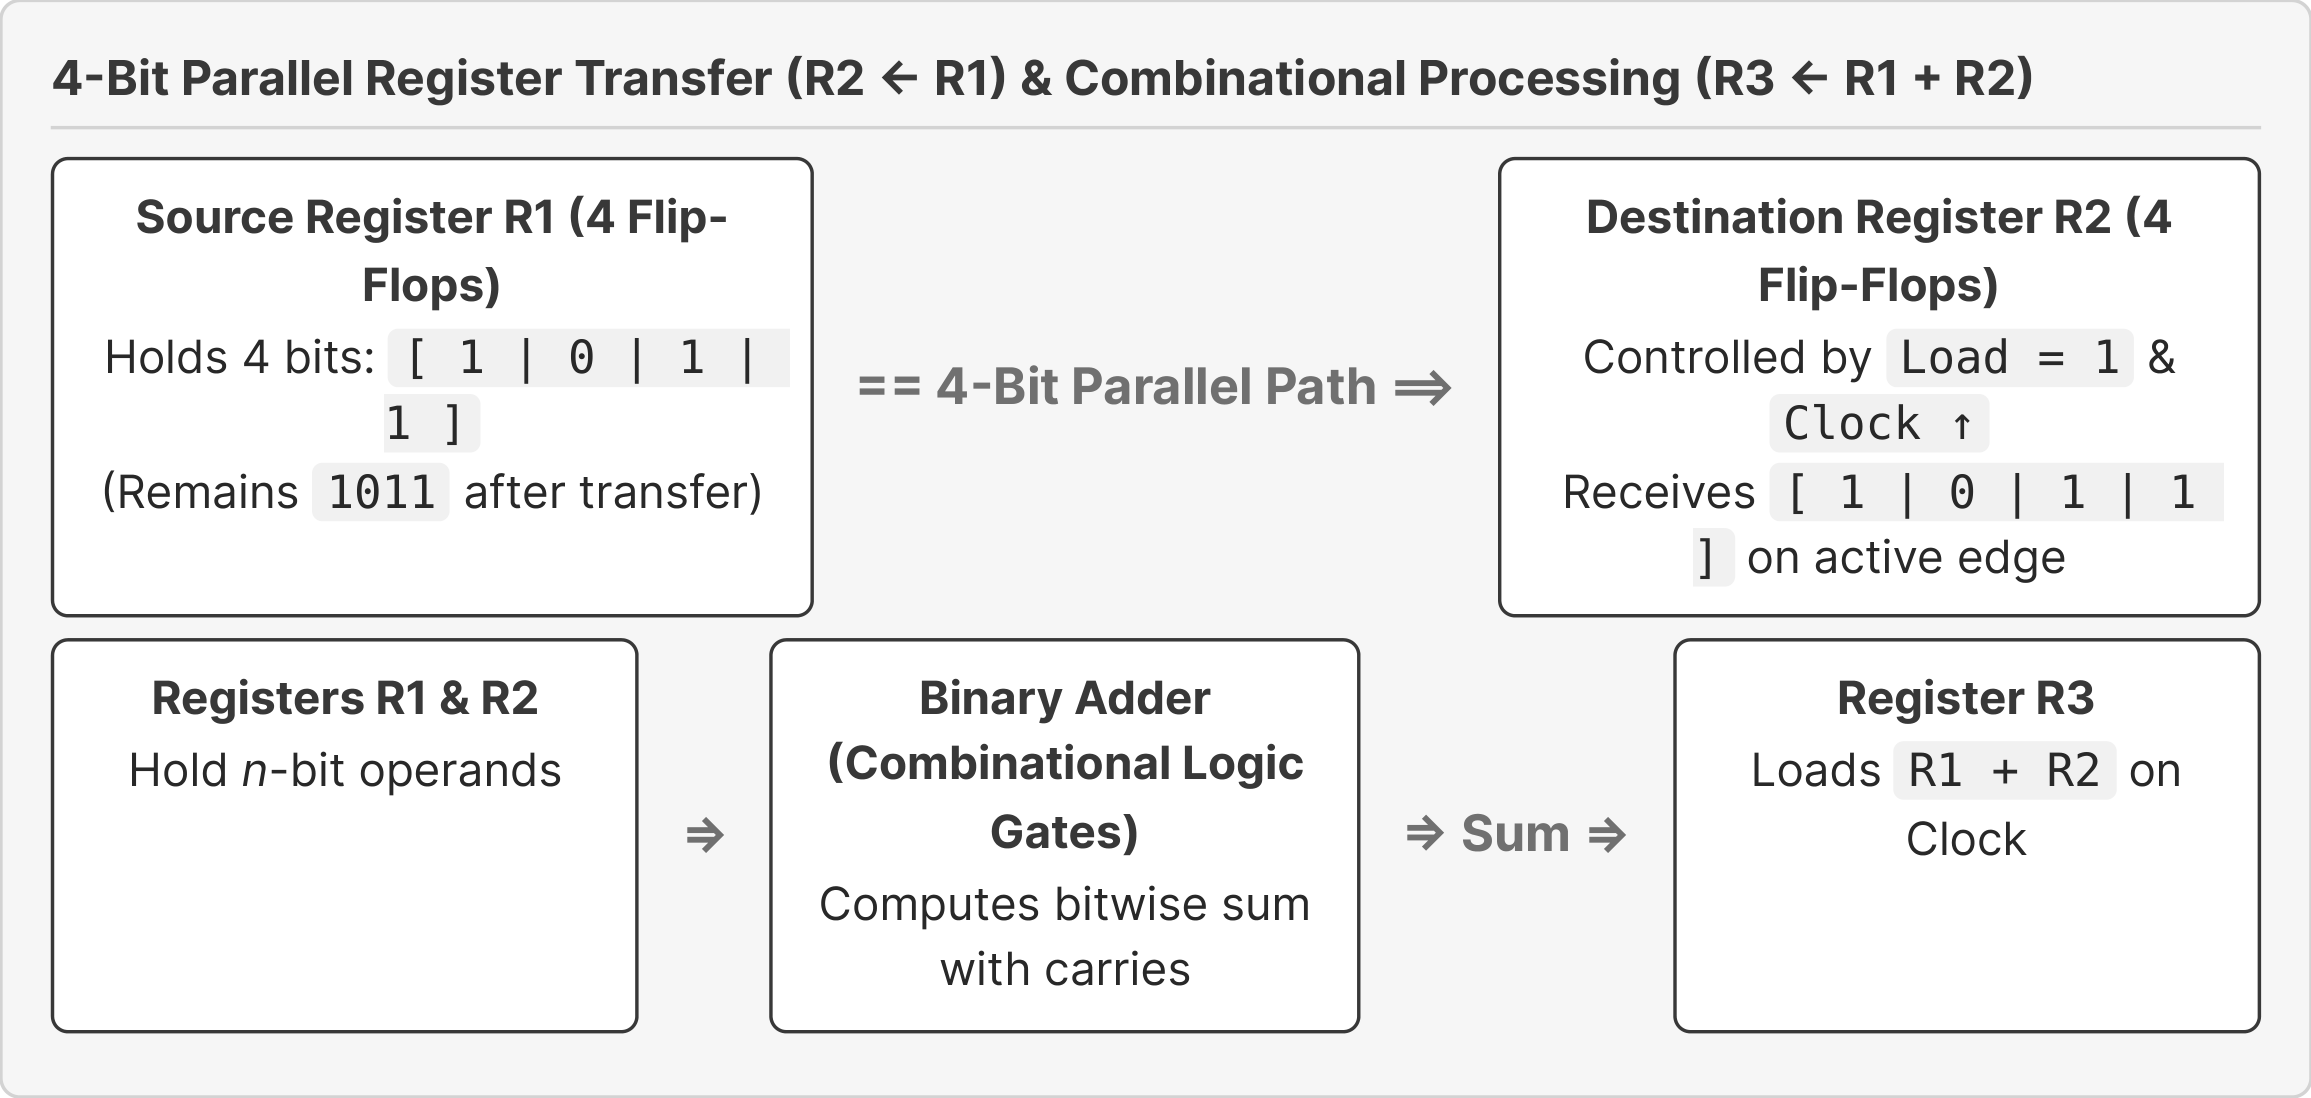 4-Bit Parallel Register Transfer (R2 ← R1) & Combinational Processing (R3 ← R1 + R2)
Source Register R1 (4 Flip-
Flops)
Holds 4 bits: [ 1 | 0 | 1 |
1 ]
(Remains 1011 after transfer)
== 4-Bit Parallel Path ⇒
Destination Register R2 (4
Flip-Flops)
Controlled by Load = 1 &
Clock ↑
Receives [ 1 | 0 | 1 | 1
] on active edge
Registers R1 & R2
Hold n-bit operands
⇒
Binary Adder
(Combinational Logic
Gates)
Computes bitwise sum
with carries
⇒ Sum ⇒
Register R3
Loads R1 + R2 on
Clock